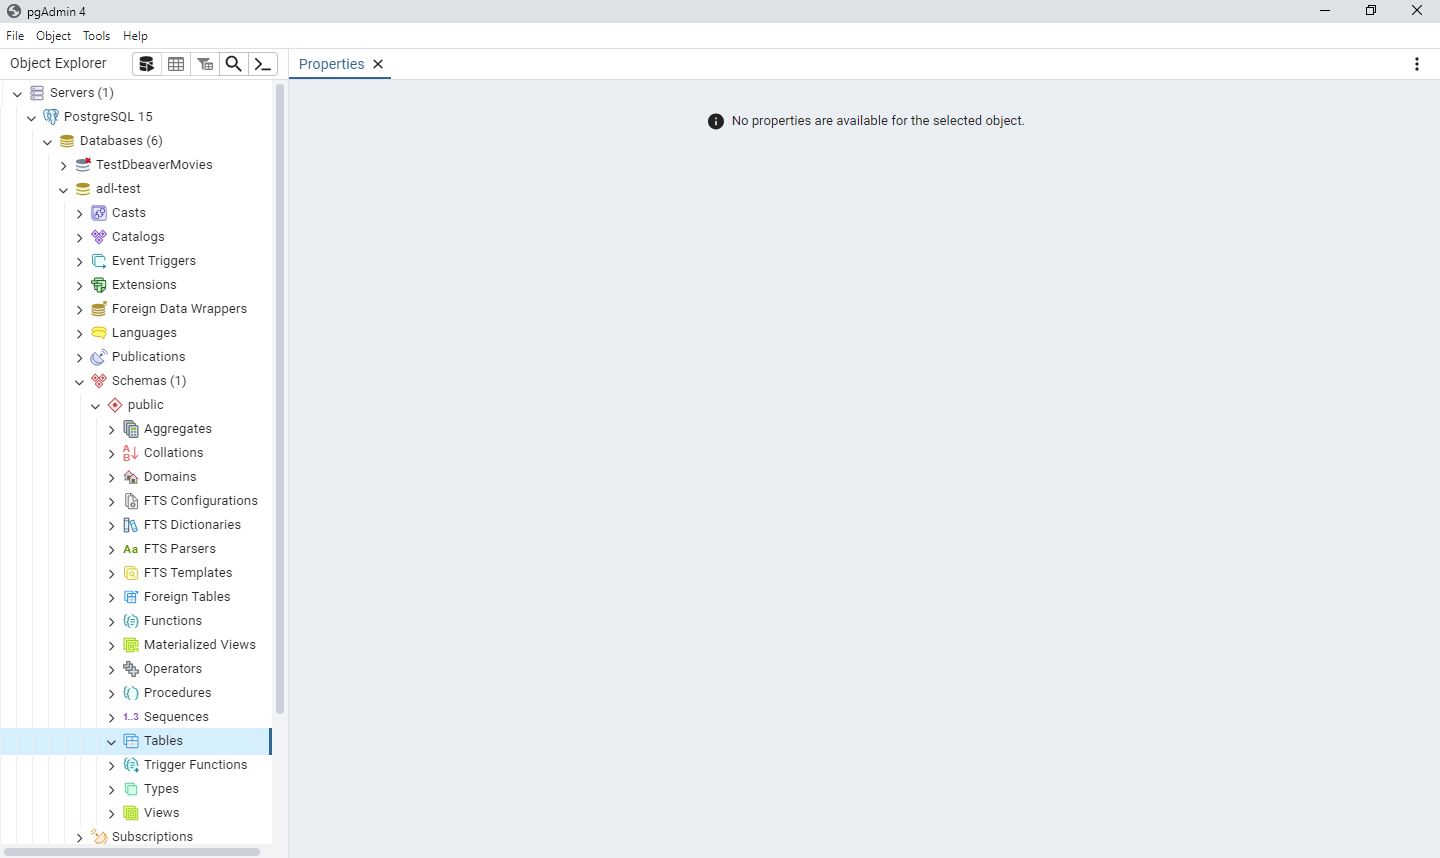 pgAdmin 4
File Object Tools Help
Object Explorer
Properties
Servers (1)
PostgreSQL 15
Databases (6)
TestDbeaverMovies
adl-test
Casts
Catalogs
Event Triggers
Extensions
Foreign Data Wrappers
Languages
Publications
Schemas (1)
public
Aggregates
Collations
Domains
FTS Configurations
FTS Dictionaries
Aa FTS Parsers
FTS Templates
Foreign Tables
Functions
Materialized Views
Operators
Procedures
1..3 Sequences
Tables
Trigger Functions
Types
Views
Subscriptions
No properties are available for the selected object.